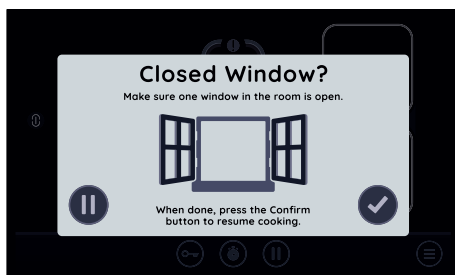 Closed Window?
Make sure one window in the room is open.
When done, press the Confirm
button to resume cooking.